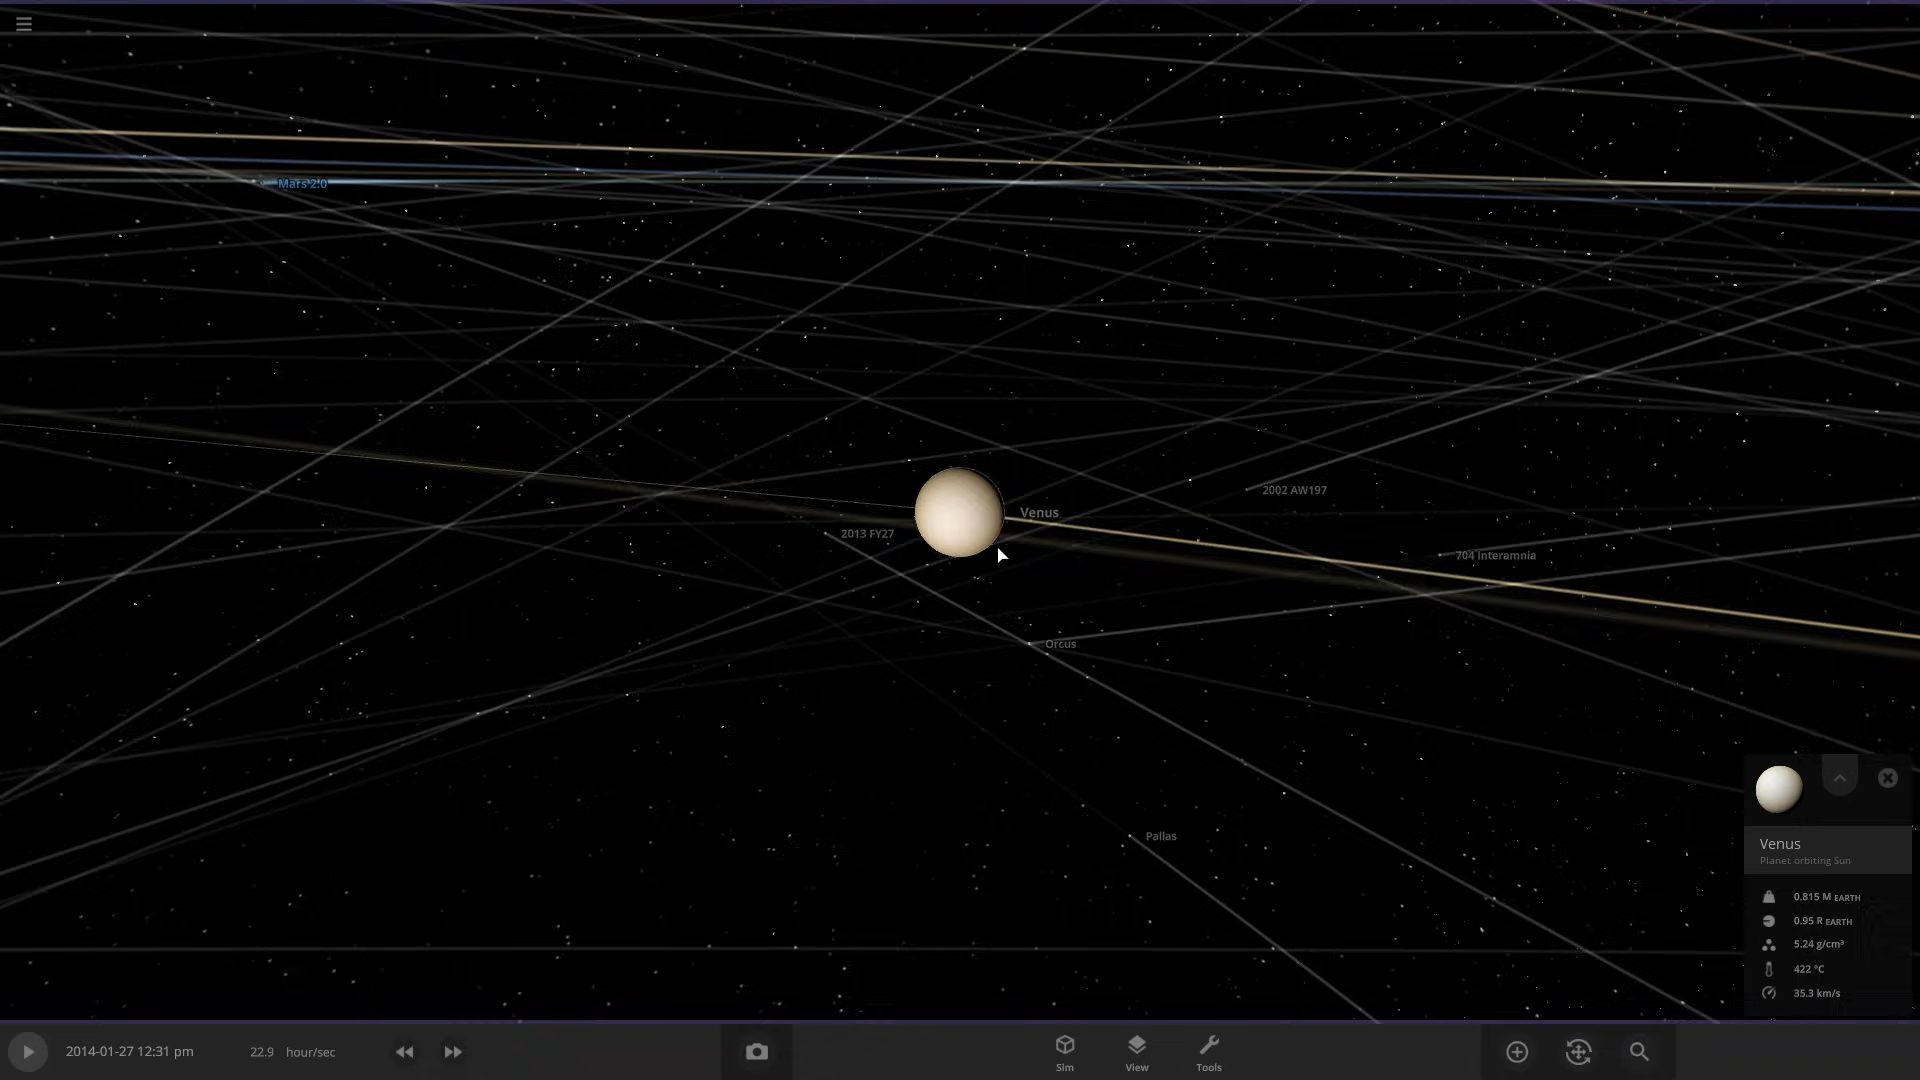 Mars 2.0
2002 AW197
Venus
2013 FY27
704 Interamnia
Orcus
Pallas
Venus
Planet orbiting Sun
0.815 M EARTH
0.95 R EARTH
5.24 g/cm³
422 °C
35.3 km/s
2014-01-27 12:31 pm
22.9 hour/sec
Sim
View
Tools